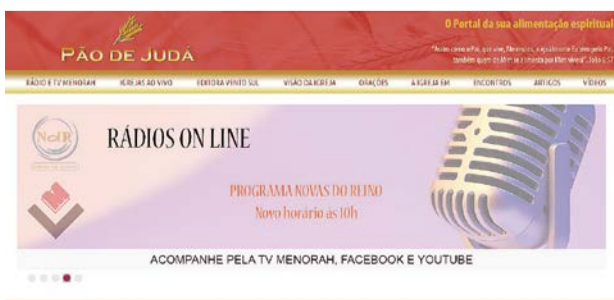 PÃO DE JUDÁ
O Portal da sua alimentação espiritual
RÁDIO E TV MENORAH IGREJAS AO VIVO EDITORA VENTO SUL VISÃO DA IGREJA ORAÇÕES A IGREJA EM ENCONTROS ARTIGOS VÍDEOS
RÁDIOS ON LINE
PROGRAMA NOVAS DO REINO
Novo horário às 10h
ACOMPANHE PELA TV MENORAH, FACEBOOK E YOUTUBE